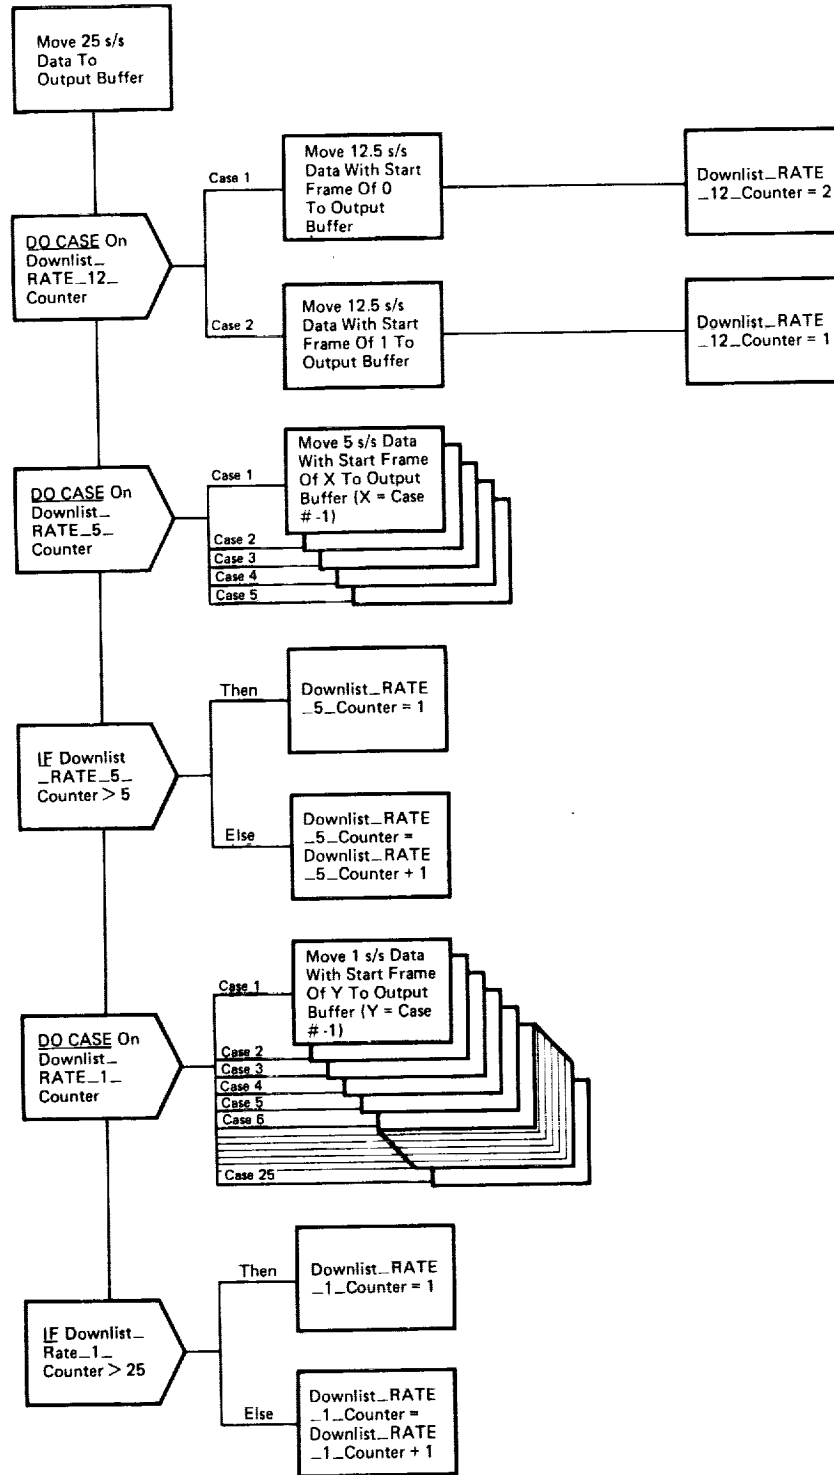 Move 25 s/s
Data To
Output Buffer
DO CASE On
Downlist_
RATE_12_
Counter
Case 1
Move 12.5 s/s
Data With Start
Frame Of 0
To Output
Buffer
Downlist_RATE
_12_Counter = 2
Case 2
Move 12.5 s/s
Data With Start
Frame Of 1 To
Output Buffer
Downlist_RATE
_12_Counter = 1
DO CASE On
Downlist_
RATE_5_
Counter
Case 1
Move 5 s/s Data
With Start Frame
Of X To Output
Buffer (X = Case
# -1)
Case 2
Case 3
Case 4
Case 5
IF Downlist
_RATE_5_
Counter > 5
Then
Downlist_RATE
_5_Counter = 1
Else
Downlist_RATE
_5_Counter =
Downlist_RATE
_5_Counter + 1
DO CASE On
Downlist_
RATE_1_
Counter
Case 1
Move 1 s/s Data
With Start Frame
Of Y To Output
Buffer (Y = Case
# -1)
Case 2
Case 3
Case 4
Case 5
Case 6
Case 25
IF Downlist_
Rate_1_
Counter > 25
Then
Downlist_RATE
_1_Counter = 1
Else
Downlist_RATE
_1_Counter =
Downlist_RATE
_1_Counter + 1